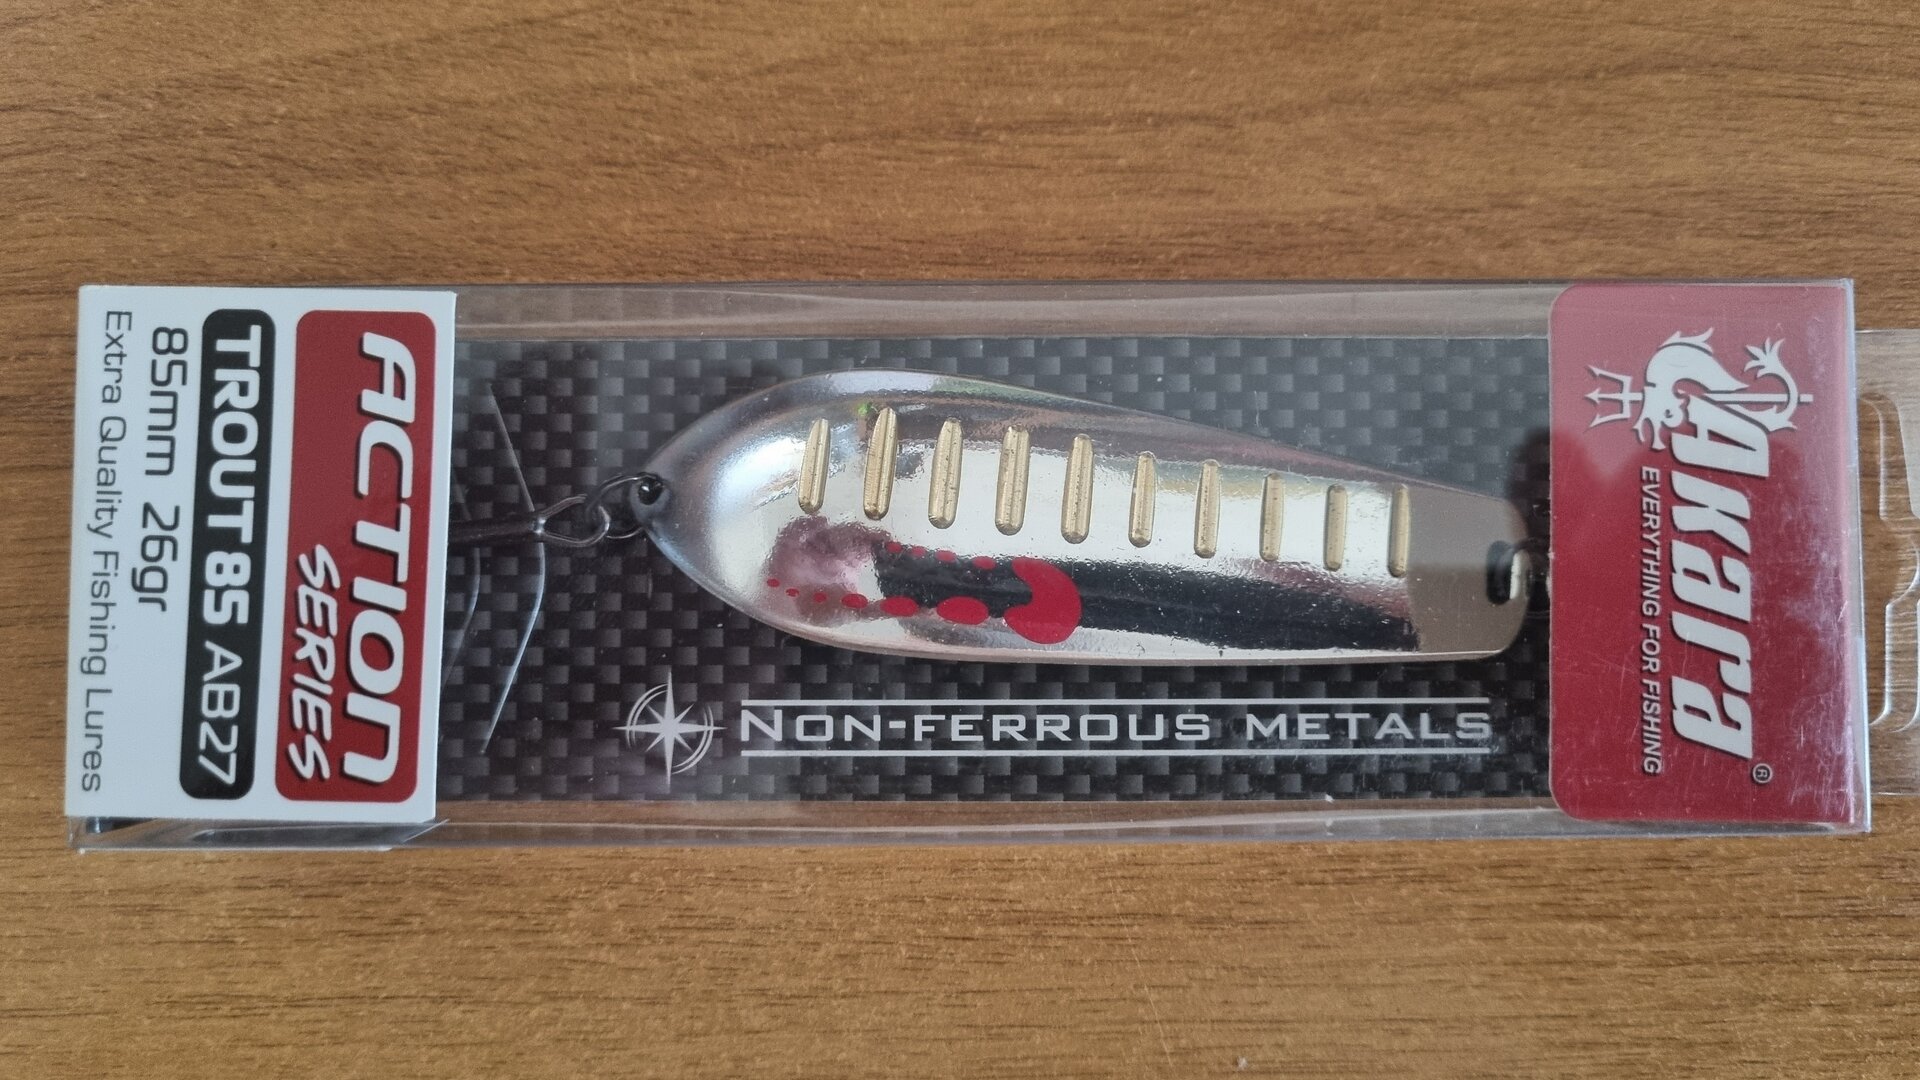 Akara®
EVERYTHING FOR FISHING
NON-FERROUS METALS
ACTION
SERIES
TROUT 85 AB27
85mm 26gr
Extra Quality Fishing Lures